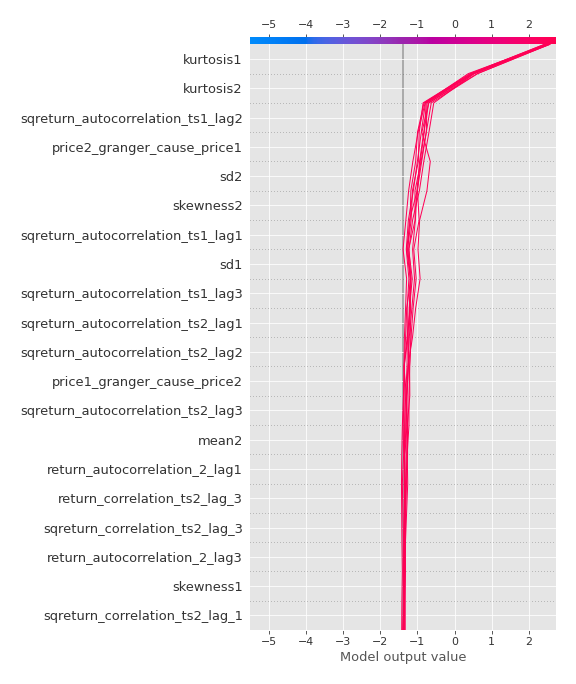 −5 −4 −3 −2 −1 0 1 2
kurtosis1
kurtosis2
sqreturn_autocorrelation_ts1_lag2
price2_granger_cause_price1
sd2
skewness2
sqreturn_autocorrelation_ts1_lag1
sd1
sqreturn_autocorrelation_ts1_lag3
sqreturn_autocorrelation_ts2_lag1
sqreturn_autocorrelation_ts2_lag2
price1_granger_cause_price2
sqreturn_autocorrelation_ts2_lag3
mean2
return_autocorrelation_2_lag1
return_correlation_ts2_lag_3
sqreturn_correlation_ts2_lag_3
return_autocorrelation_2_lag3
skewness1
sqreturn_correlation_ts2_lag_1
−5 −4 −3 −2 −1 0 1 2
Model output value